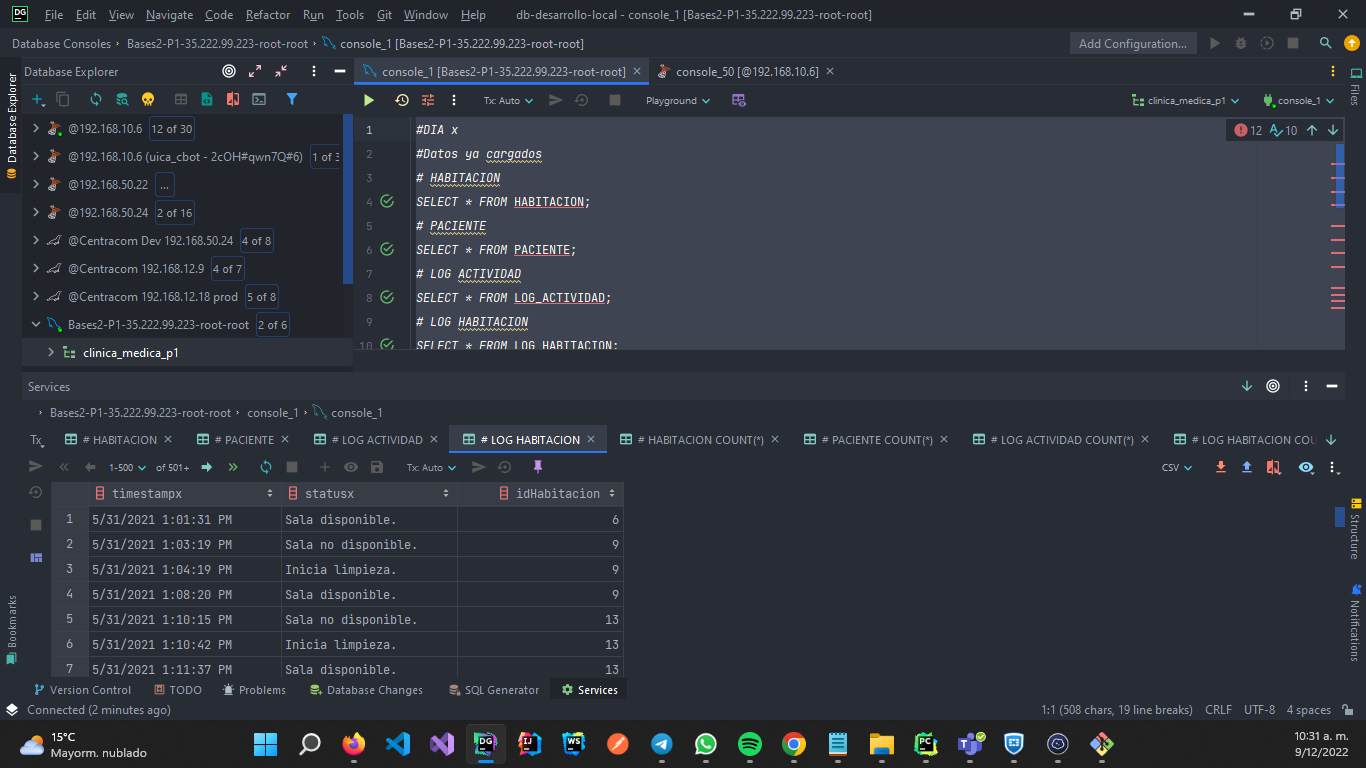 DG File Edit View Navigate Code Refactor Run Tools Git Window Help db-desarrollo-local - console_1 [Bases2-P1-35.222.99.223-root-root]
Database Consoles Bases2-P1-35.222.99.223-root-root console_1 [Bases2-P1-35.222.99.223-root-root] Add Configuration...
Database Explorer
console_1 [Bases2-P1-35.222.99.223-root-root] console_50 [@192.168.10.6]
Tx: Auto Playground clinica_medica_p1 console_1
Database Explorer
Bookmarks
@192.168.10.6 12 of 30
@192.168.10.6 (uica_cbot - 2cOH#qwn7Q#6) 1 of 3
@192.168.50.22 ...
@192.168.50.24 2 of 16
@Centracom Dev 192.168.50.24 4 of 8
@Centracom 192.168.12.9 4 of 7
@Centracom 192.168.12.18 prod 5 of 8
Bases2-P1-35.222.99.223-root-root 2 of 6
clinica_medica_p1
12 10
1 #DIA x
2 #Datos ya cargados
3 # HABITACION
4 SELECT * FROM HABITACION;
5 # PACIENTE
6 SELECT * FROM PACIENTE;
7 # LOG ACTIVIDAD
8 SELECT * FROM LOG_ACTIVIDAD;
9 # LOG HABITACION
10 SELECT * FROM LOG_HABITACION;
Files
Structure
Notifications
Services
Bases2-P1-35.222.99.223-root-root console_1 console_1
Tx # HABITACION # PACIENTE # LOG ACTIVIDAD # LOG HABITACION # HABITACION COUNT(*) # PACIENTE COUNT(*) # LOG ACTIVIDAD COUNT(*) # LOG HABITACION COU
1-500 of 501+ Tx: Auto CSV
timestampx statusx idHabitacion
1 5/31/2021 1:01:31 PM Sala disponible. 6
2 5/31/2021 1:03:19 PM Sala no disponible. 9
3 5/31/2021 1:04:19 PM Inicia limpieza. 9
4 5/31/2021 1:08:20 PM Sala disponible. 9
5 5/31/2021 1:10:15 PM Sala no disponible. 13
6 5/31/2021 1:10:42 PM Inicia limpieza. 13
7 5/31/2021 1:11:37 PM Sala disponible. 13
Version Control TODO Problems Database Changes SQL Generator Services
Connected (2 minutes ago) 1:1 (508 chars, 19 line breaks) CRLF UTF-8 4 spaces
15°C
Mayorm. nublado
DG IJ WS PC
10:31 a. m.
9/12/2022